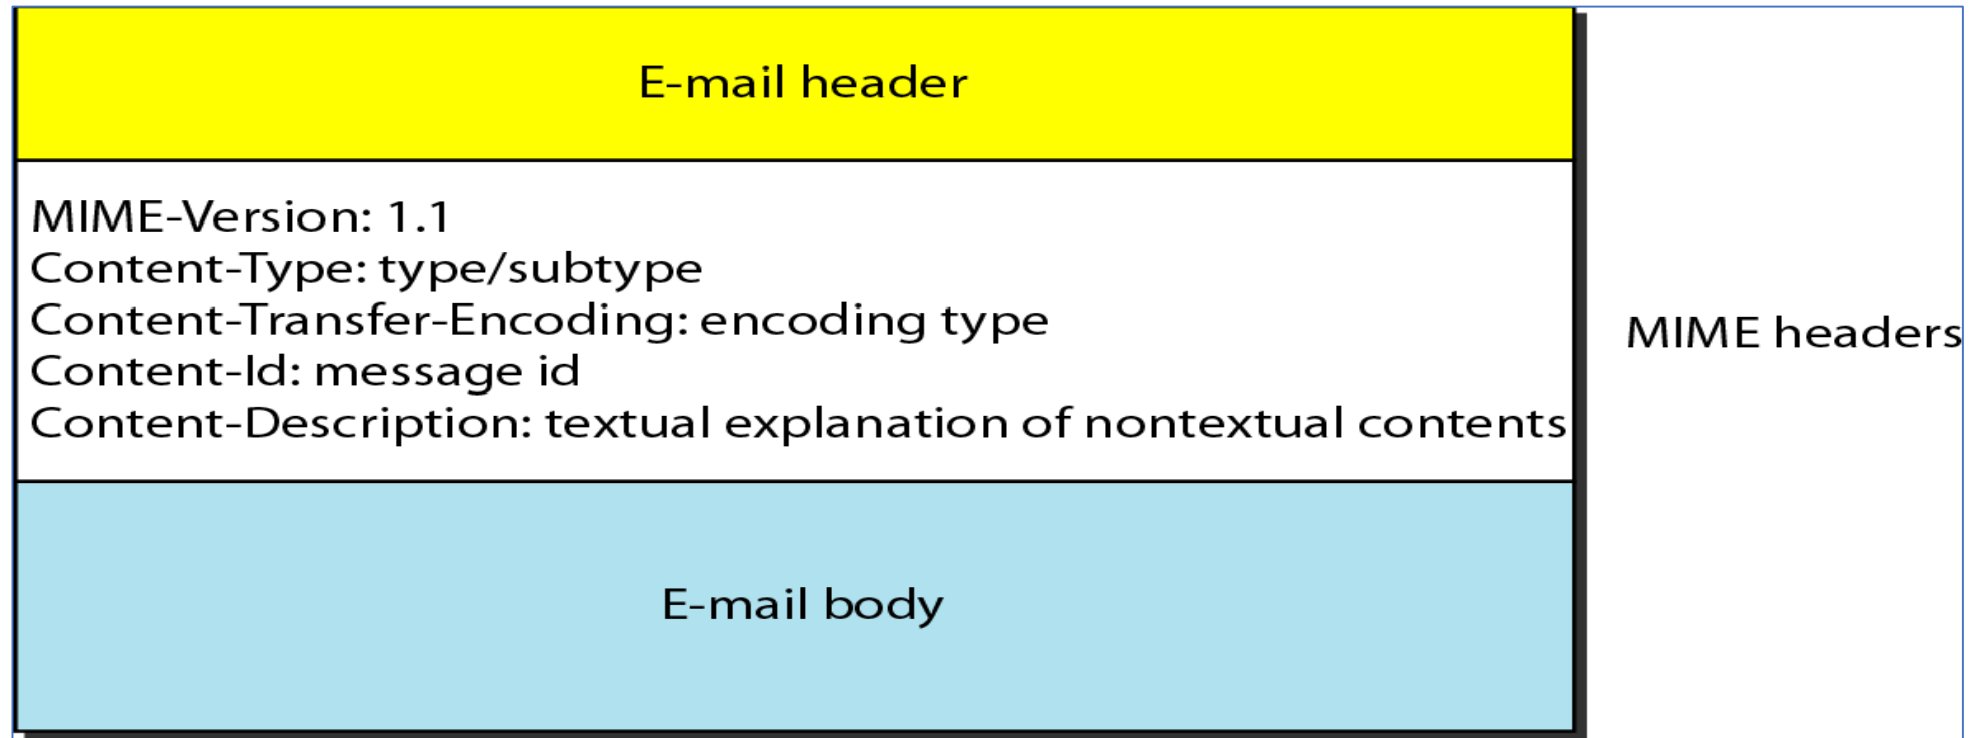 E-mail header
MIME-Version: 1.1
Content-Type: type/subtype
Content-Transfer-Encoding: encoding type
Content-Id: message id
Content-Description: textual explanation of nontextual contents
MIME headers
E-mail body